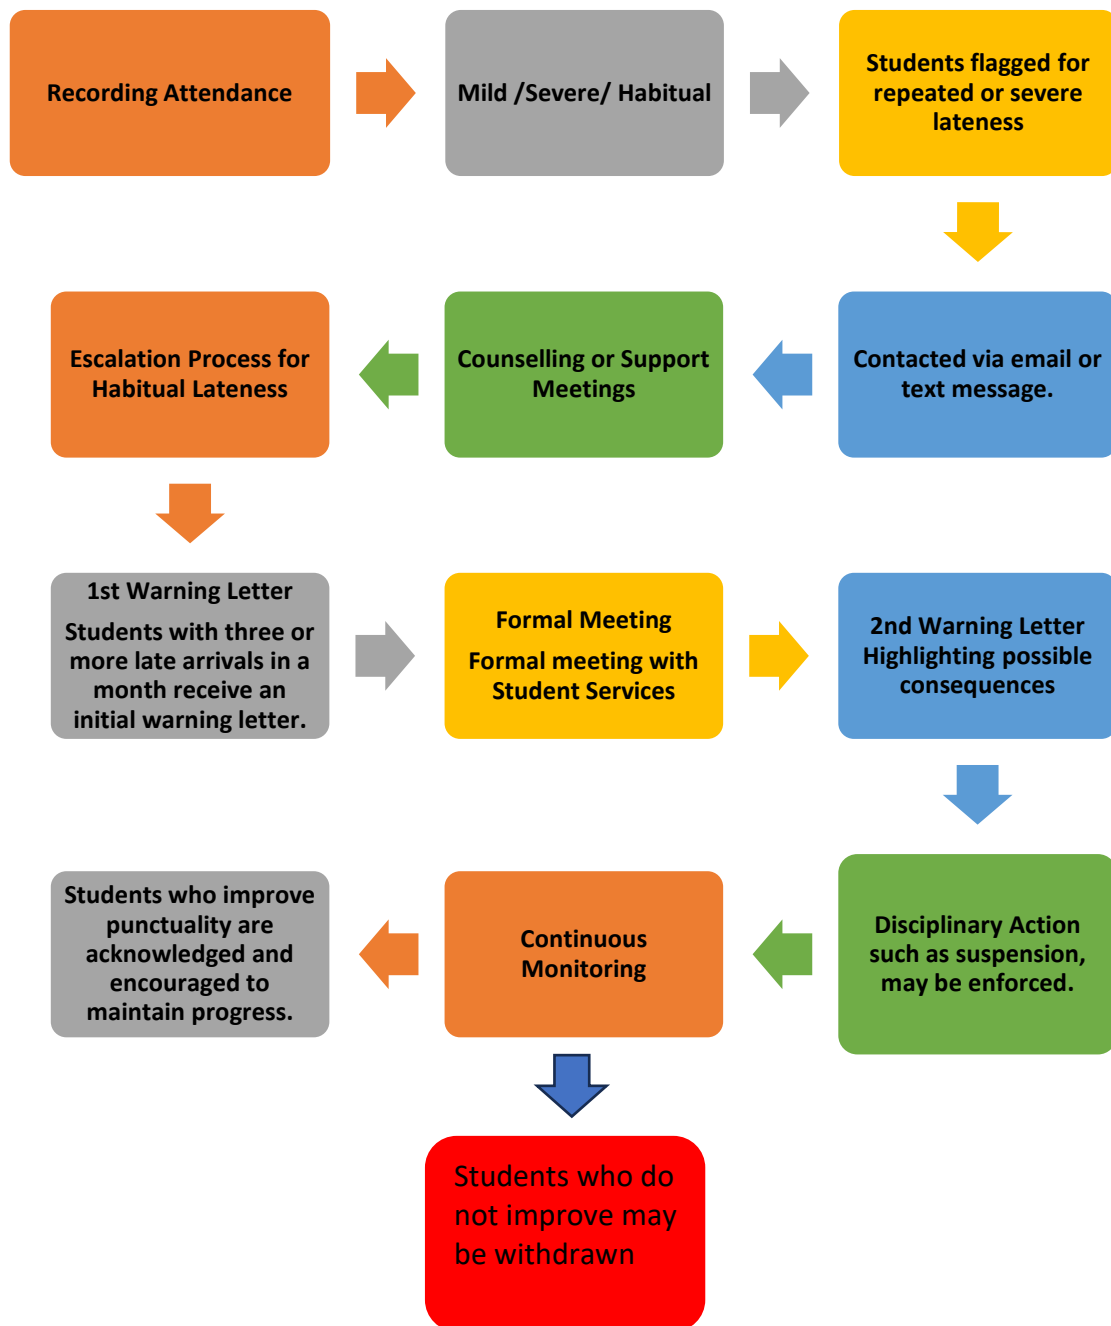 Recording Attendance
Mild /Severe/ Habitual
Students flagged for
repeated or severe
lateness
Contacted via email or
text message.
Counselling or Support
Meetings
Escalation Process for
Habitual Lateness
1st Warning Letter
Students with three or
more late arrivals in a
month receive an
initial warning letter.
Formal Meeting
Formal meeting with
Student Services
2nd Warning Letter
Highlighting possible
consequences
Disciplinary Action
such as suspension,
may be enforced.
Continuous
Monitoring
Students who improve
punctuality are
acknowledged and
encouraged to
maintain progress.
Students who do
not improve may
be withdrawn